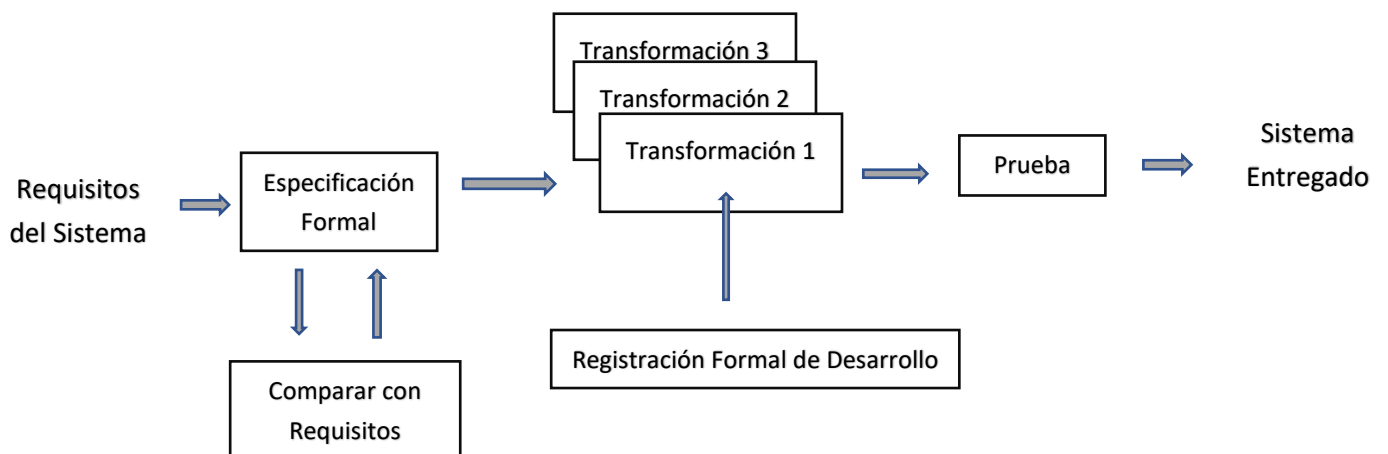 Transformación 3
Transformación 2
Transformación 1
Requisitos
del Sistema
Especificación
Formal
Prueba
Sistema
Entregado
Comparar con
Requisitos
Registración Formal de Desarrollo